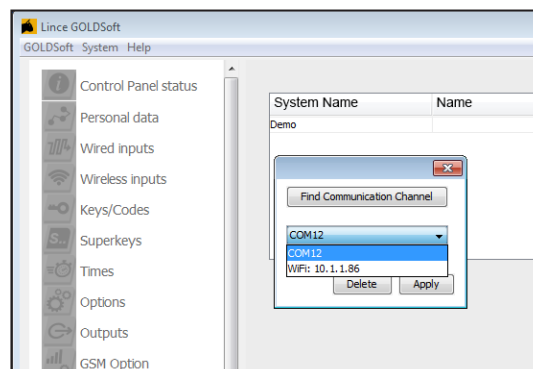 Lince GOLDSoft
GOLDSoft System Help
Control Panel status
Personal data
Wired inputs
Wireless inputs
Keys/Codes
Superkeys
Times
Options
Outputs
GSM Option
System Name Name
Demo
Find Communication Channel
COM12
COM12
WiFi: 10.1.1.86
Delete Apply